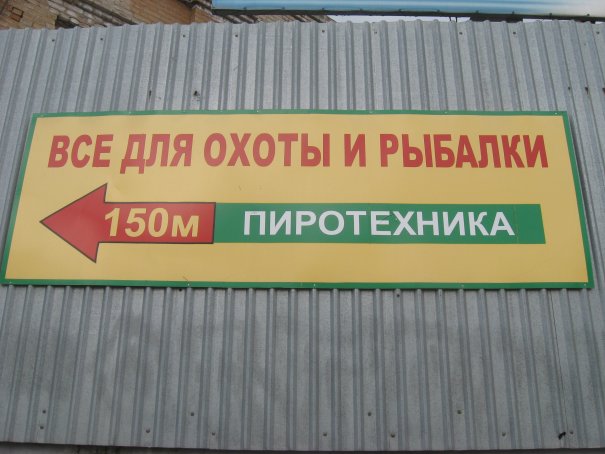 ВСЕ ДЛЯ ОХОТЫ И РЫБАЛКИ
150м ПИРОТЕХНИКА